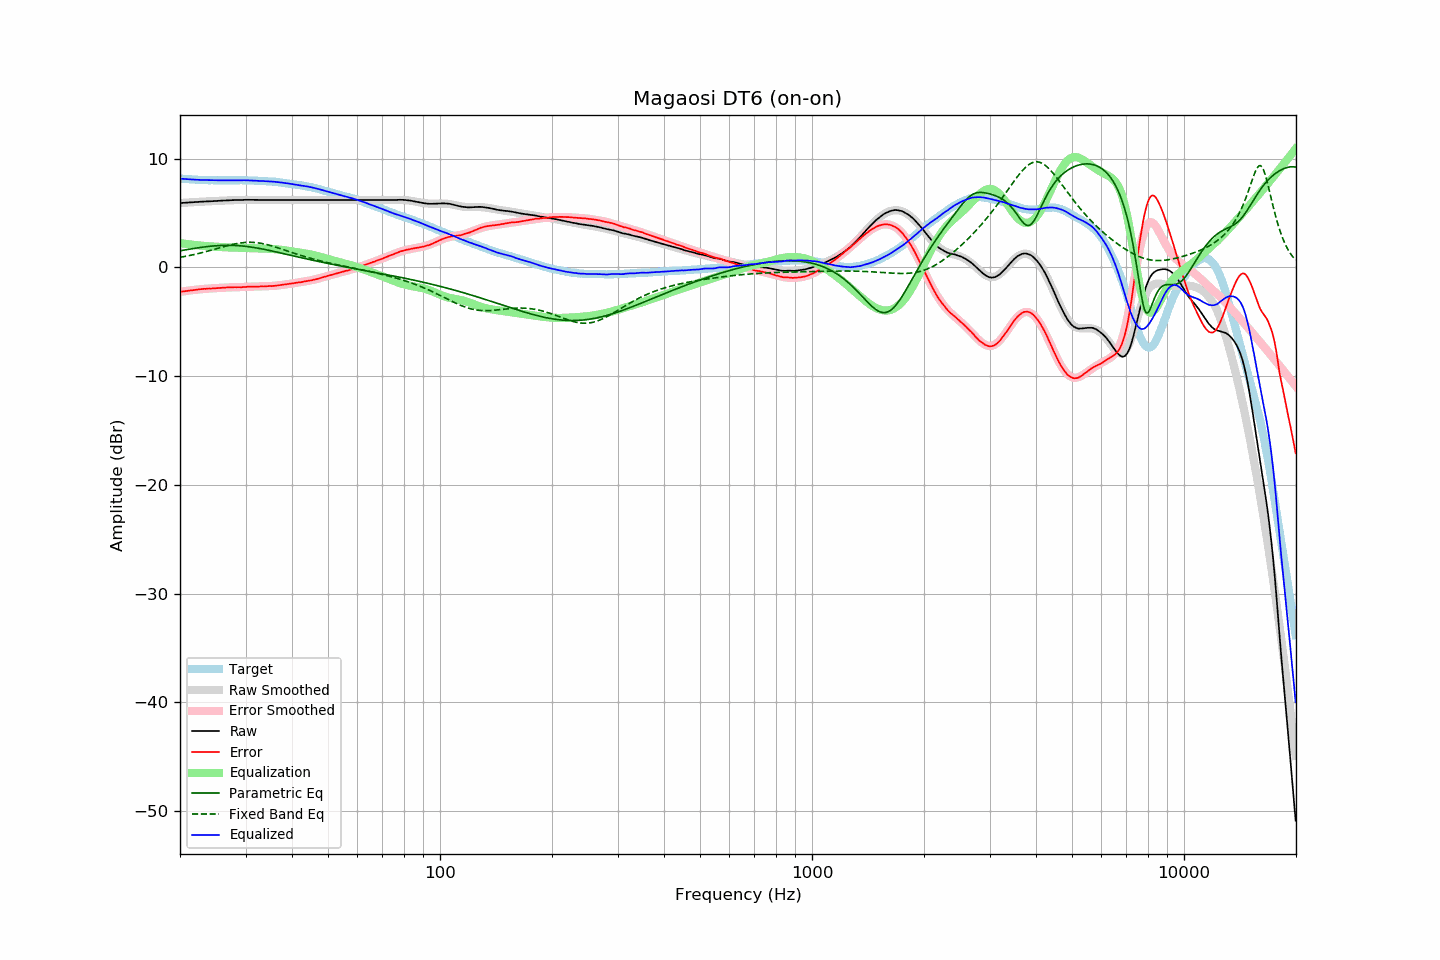 Magaosi DT6 (on-on)
10
0
−10
−20
−30
−40
−50
Amplitude (dBr)
Target
Raw Smoothed
Error Smoothed
Raw
Error
Equalization
Parametric Eq
Fixed Band Eq
Equalized
100
1000
10000
Frequency (Hz)